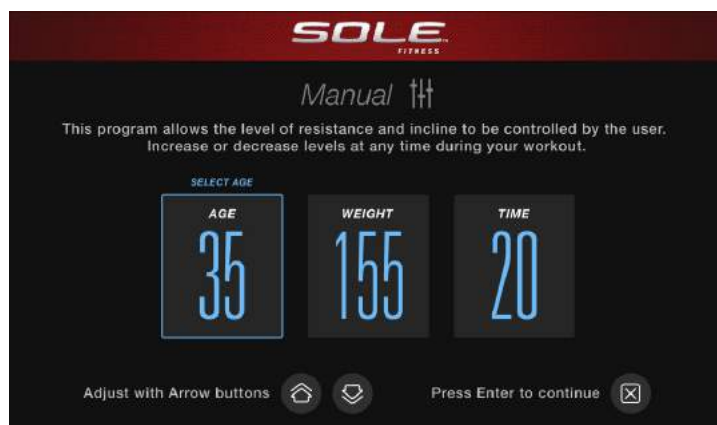 SOLE
FITNESS
Manual
This program allows the level of resistance and incline to be controlled by the user.
Increase or decrease levels at any time during your workout.
SELECT AGE
AGE WEIGHT TIME
35 155 20
Adjust with Arrow buttons Press Enter to continue